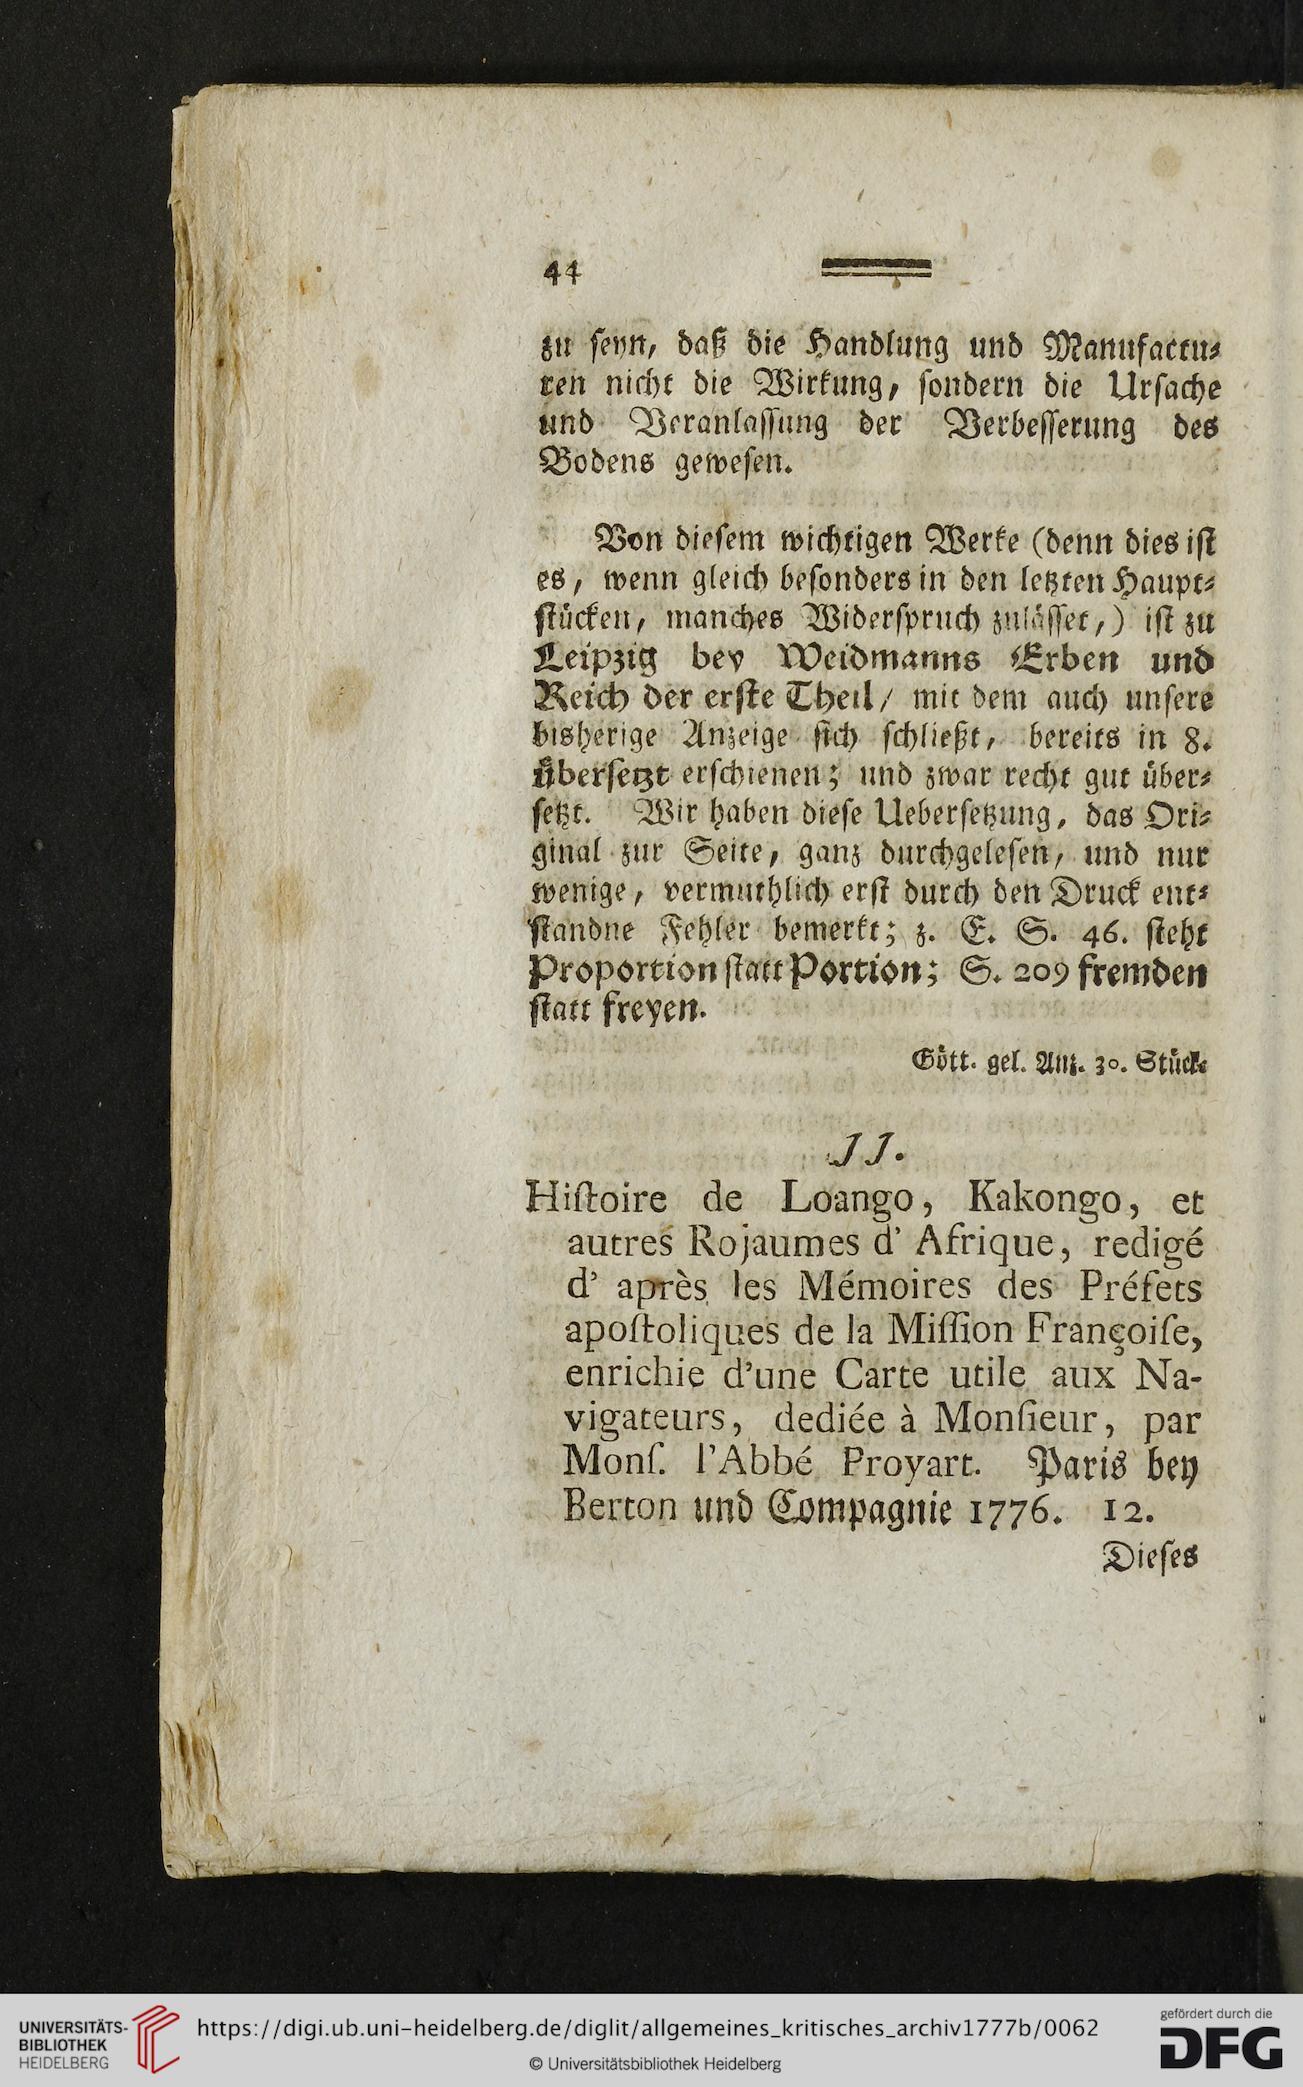 44
zu seyn, daß die Handlung und Manufactu-
ren nicht die Wirkung, sondern die Ursache
und Veranlassung der Verbesserung des
Bodens gewesen.
Von diesem wichtigen Werke (denn dies ist
es, wenn gleich besonders in den letzten Haupt-
stücken, manches Widerspruch zulässet,) ist zu
Leipzig bey Weidmanns Erben und
Reich der erste Theil, mit dem auch unsere
bisherige Anzeige sich schließt, bereits in 8.
übersetzt erschienen; und zwar recht gut über-
setzt. Wir haben diese Uebersetzung, das Ori-
ginal zur Seite, ganz durchgelesen, und nur
wenige, vermuthlich erst durch den Druck ent-
standne Fehler bemerkt; z. E. S. 46. steht
Proportion statt Portion; S. 209 fremden
statt freyen.
Gött. gel. Anz. 30. Stück.
II.
Hiſtoire de Loango, Kakongo, et
autres Rojaumes d' Afrique, redigé
d' après les Mémoires des Préfets
apoſtoliques de la Miſſion Françoiſe,
enrichie d'une Carte utile aux Na-
vigateurs, dediée à Monſieur, par
Monſ. l'Abbé Proyart. Paris bey
Berton und Compagnie 1776. 12.
Dieses
UNIVERSITÄTS-
BIBLIOTHEK
HEIDELBERG
https://digi.ub.uni-heidelberg.de/diglit/allgemeines_kritisches_archiv1777b/0062
© Universitätsbibliothek Heidelberg
gefördert durch die
DFG